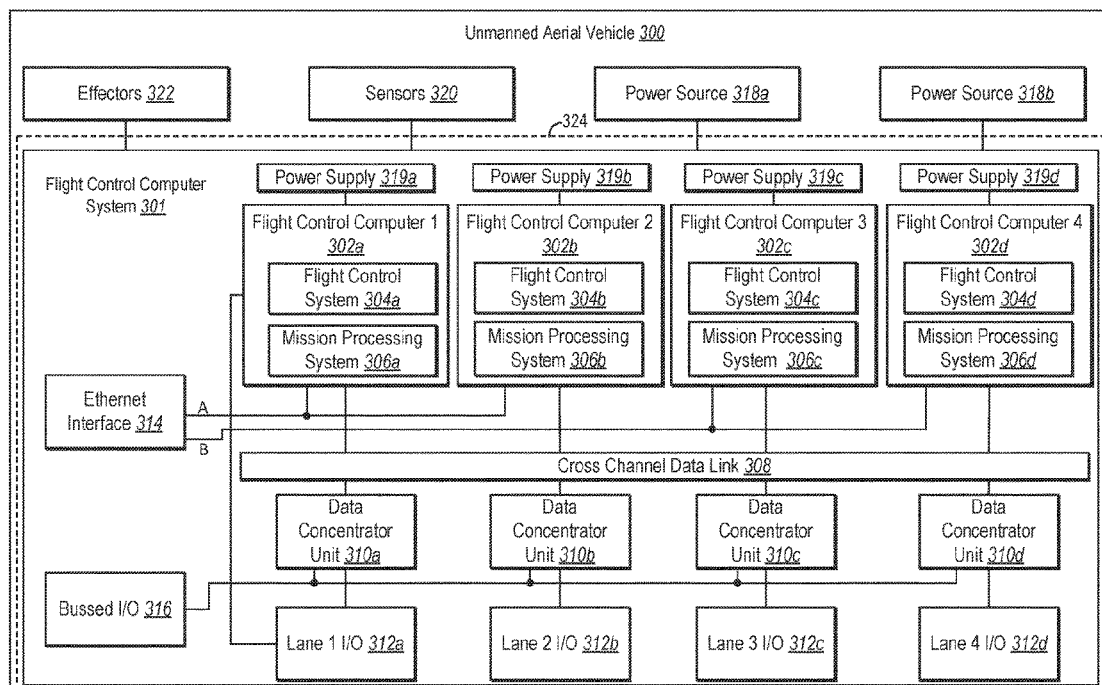 Unmanned Aerial Vehicle 300
Effectors 322
Sensors 320
Power Source 318a
Power Source 318b
324
Flight Control Computer
System 301
Power Supply 319a
Power Supply 319b
Power Supply 319c
Power Supply 319d
Flight Control Computer 1
302a
Flight Control
System 304a
Mission Processing
System 306a
Flight Control Computer 2
302b
Flight Control
System 304b
Mission Processing
System 306b
Flight Control Computer 3
302c
Flight Control
System 304c
Mission Processing
System 306c
Flight Control Computer 4
302d
Flight Control
System 304d
Mission Processing
System 306d
Ethernet
Interface 314
A
B
Cross Channel Data Link 308
Data
Concentrator
Unit 310a
Data
Concentrator
Unit 310b
Data
Concentrator
Unit 310c
Data
Concentrator
Unit 310d
Bussed I/O 316
Lane 1 I/O 312a
Lane 2 I/O 312b
Lane 3 I/O 312c
Lane 4 I/O 312d